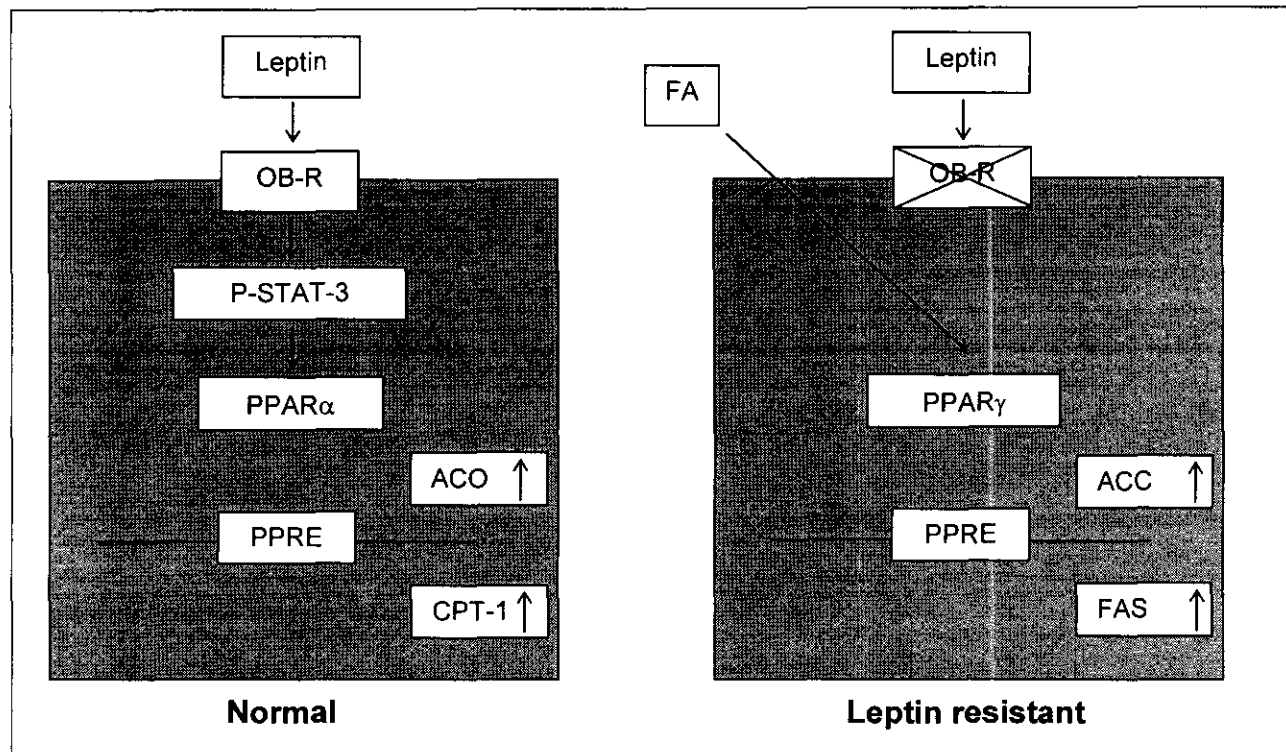 Leptin
OB-R
P-STAT-3
PPARα
ACO ↑
PPRE
CPT-1 ↑
Normal
FA
Leptin
OB-R
PPARγ
ACC ↑
PPRE
FAS ↑
Leptin resistant